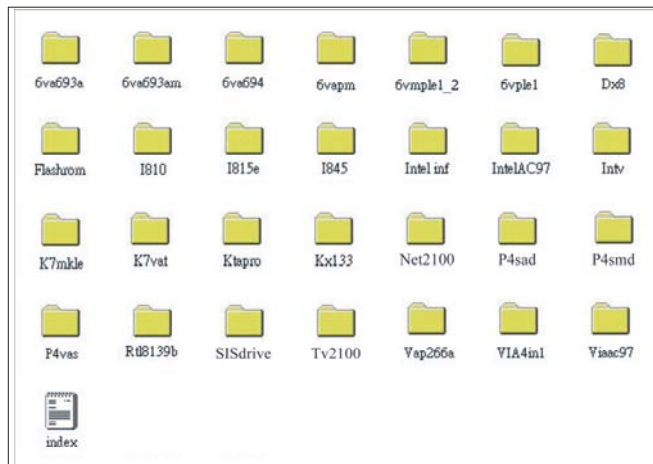 6va693a 6va693am 6va694 6vapm 6vmple1_2 6vple1 Dx8
Flashrom I810 I815e I845 Intel inf IntelAC97 Intv
K7mkle K7vat Ktapro Kx133 Net2100 P4sad P4smd
P4vas Rtl8139b SISdrive Tv2100 Vap266a VIA4in1 Viaac97
index